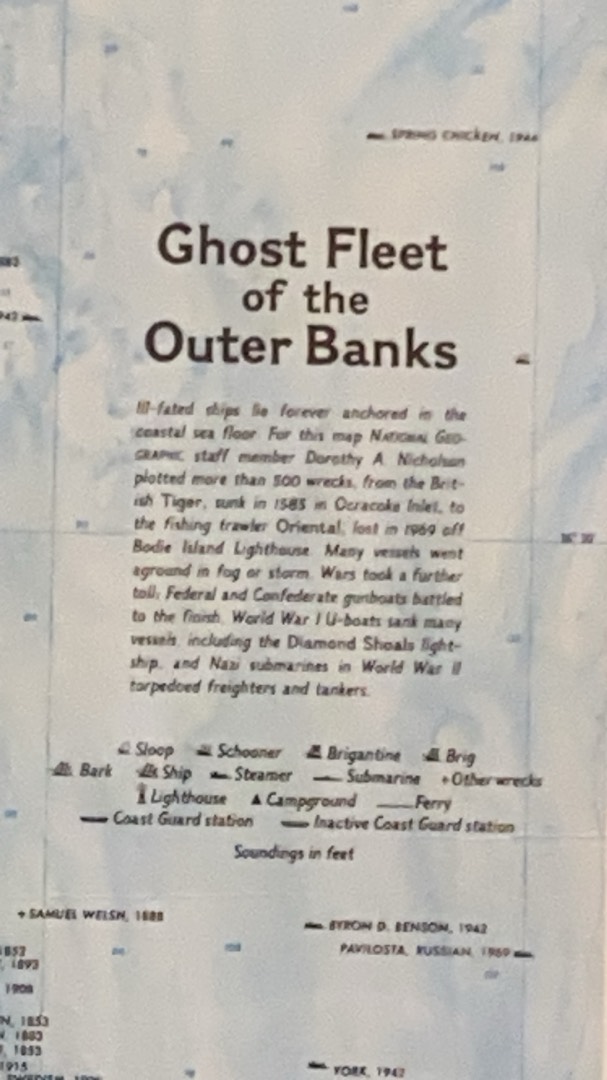 SPRING CHICKEN, 1944
Ghost Fleet
of the
Outer Banks
Ill-fated ships lie forever anchored in the
coastal sea floor. For this map NATIONAL GEO-
GRAPHIC staff member Dorothy A. Nicholson
plotted more than 500 wrecks, from the Brit-
ish Tiger, sunk in 1585 in Ocracoke Inlet, to
the fishing trawler Oriental, lost in 1969 off
Bodie Island Lighthouse. Many vessels went
aground in fog or storm. Wars took a further
toll; Federal and Confederate gunboats battled
to the finish. World War I U-boats sank many
vessels, including the Diamond Shoals light-
ship, and Nazi submarines in World War II
torpedoed freighters and tankers.
Sloop Schooner Brigantine Brig
Bark Ship Steamer Submarine +Other wrecks
Lighthouse Campground Ferry
Coast Guard station Inactive Coast Guard station
Soundings in feet
+ SAMUEL WELSH, 1888
BYRON D. BENSON, 1942
PAVILOSTA, RUSSIAN, 1969
1893
1908
N, 1853
1883
1853
1915
YORK, 1942